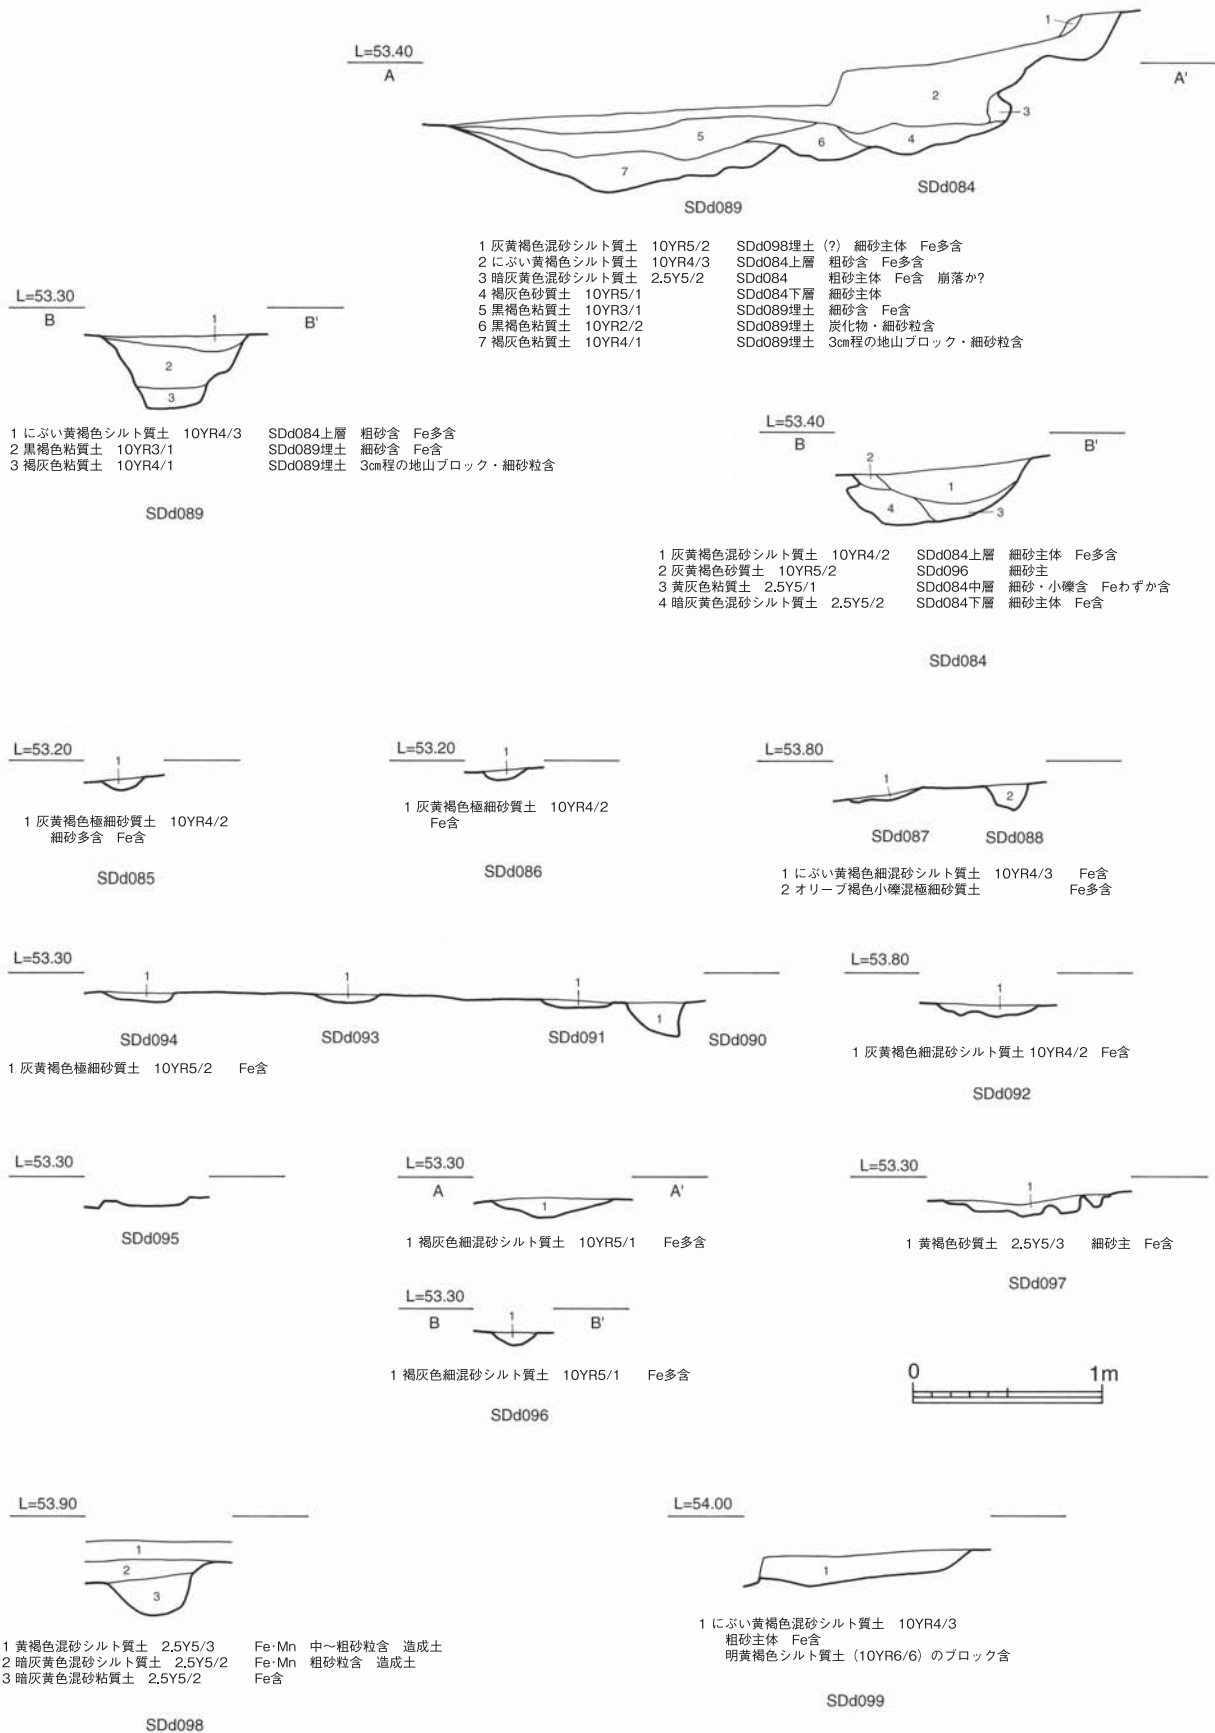 L=53.40
A A'
1
2
3
4
5
6
7
SDd084
SDd089
1 灰黄褐色混砂シルト質土 10YR5/2 SDd098埋土（?） 細砂主体 Fe多含
2 にぶい黄褐色シルト質土 10YR4/3 SDd084上層 粗砂含 Fe多含
3 暗灰黄色混砂シルト質土 2.5Y5/2 SDd084 粗砂主体 Fe含 崩落か?
4 褐灰色砂質土 10YR5/1 SDd084下層 細砂主体
5 黒褐色粘質土 10YR3/1 SDd089埋土 細砂含 Fe含
6 黒褐色粘質土 10YR2/2 SDd089埋土 炭化物・細砂粒含
7 褐灰色粘質土 10YR4/1 SDd089埋土 3㎝程の地山ブロック・細砂粒含
L=53.30
B B'
1
2
3
1 にぶい黄褐色シルト質土 10YR4/3 SDd084上層 粗砂含 Fe多含
2 黒褐色粘質土 10YR3/1 SDd089埋土 細砂含 Fe含
3 褐灰色粘質土 10YR4/1 SDd089埋土 3㎝程の地山ブロック・細砂粒含
SDd089
L=53.40
B B'
2
1
4
3
1 灰黄褐色混砂シルト質土 10YR4/2 SDd084上層 細砂主体 Fe多含
2 灰黄褐色砂質土 10YR5/2 SDd096 細砂主
3 黄灰色粘質土 2.5Y5/1 SDd084中層 細砂・小礫含 Feわずか含
4 暗灰黄色混砂シルト質土 2.5Y5/2 SDd084下層 細砂主体 Fe含
SDd084
L=53.20
1
1 灰黄褐色極細砂質土 10YR4/2
細砂多含 Fe含
SDd085
L=53.20
1
1 灰黄褐色極細砂質土 10YR4/2
Fe含
SDd086
L=53.80
1
2
SDd087 SDd088
1 にぶい黄褐色細混砂シルト質土 10YR4/3 Fe含
2 オリーブ褐色小礫混極細砂質土 Fe多含
L=53.30
1 1 1 1
SDd094 SDd093 SDd091 SDd090
1 灰黄褐色極細砂質土 10YR5/2 Fe含
L=53.80
1
1 灰黄褐色細混砂シルト質土 10YR4/2 Fe含
SDd092
L=53.30
SDd095
L=53.30
A A'
1
1 褐灰色細混砂シルト質土 10YR5/1 Fe多含
L=53.30
B B'
1
1 褐灰色細混砂シルト質土 10YR5/1 Fe多含
SDd096
L=53.30
1
1 黄褐色砂質土 2.5Y5/3 細砂主 Fe含
SDd097
0 1m
L=53.90
1
2
3
1 黄褐色混砂シルト質土 2.5Y5/3 Fe・Mn 中～粗砂粒含 造成土
2 暗灰黄色混砂シルト質土 2.5Y5/2 Fe・Mn 粗砂粒含 造成土
3 暗灰黄色混砂粘質土 2.5Y5/2 Fe含
SDd098
L=54.00
1
1 にぶい黄褐色混砂シルト質土 10YR4/3
粗砂主体 Fe含
明黄褐色シルト質土（10YR6/6）のブロック含
SDd099